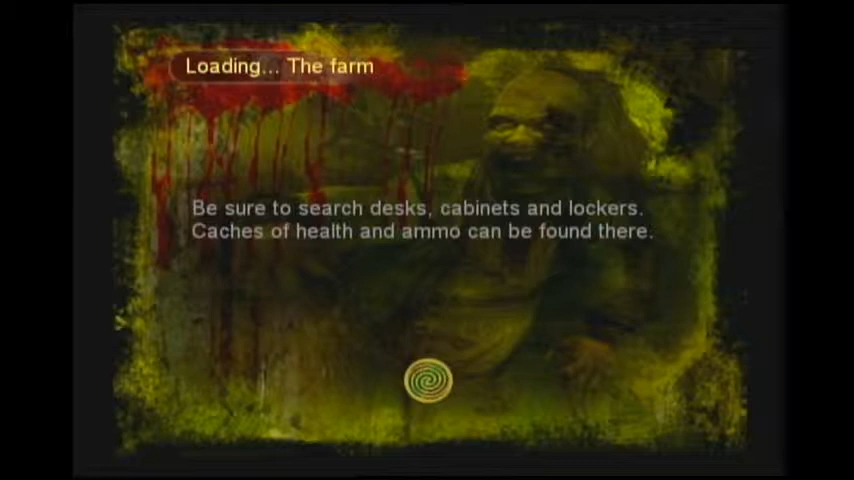 Loading... The farm
Be sure to search desks, cabinets and lockers.
Caches of health and ammo can be found there.